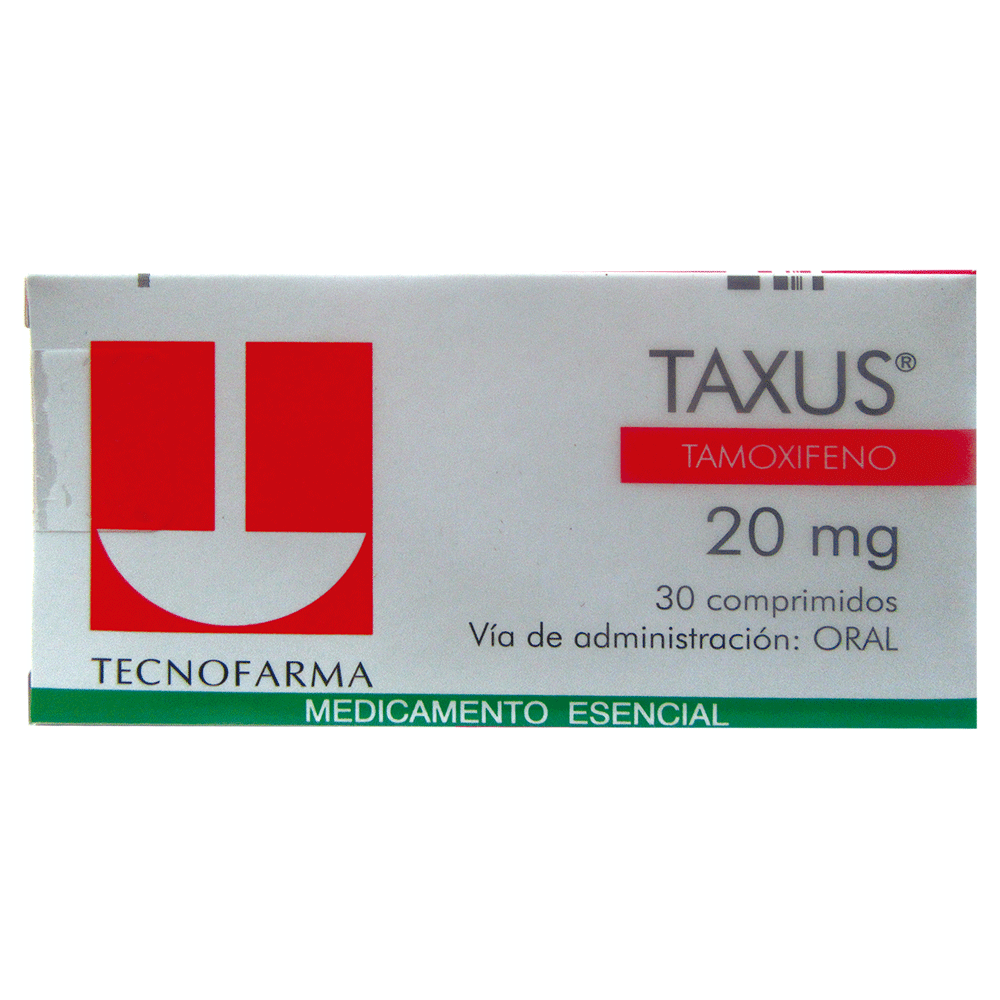 TAXUS®
TAMOXIFENO
20 mg
30 comprimidos
Vía de administración: ORAL
TECNOFARMA
MEDICAMENTO ESENCIAL